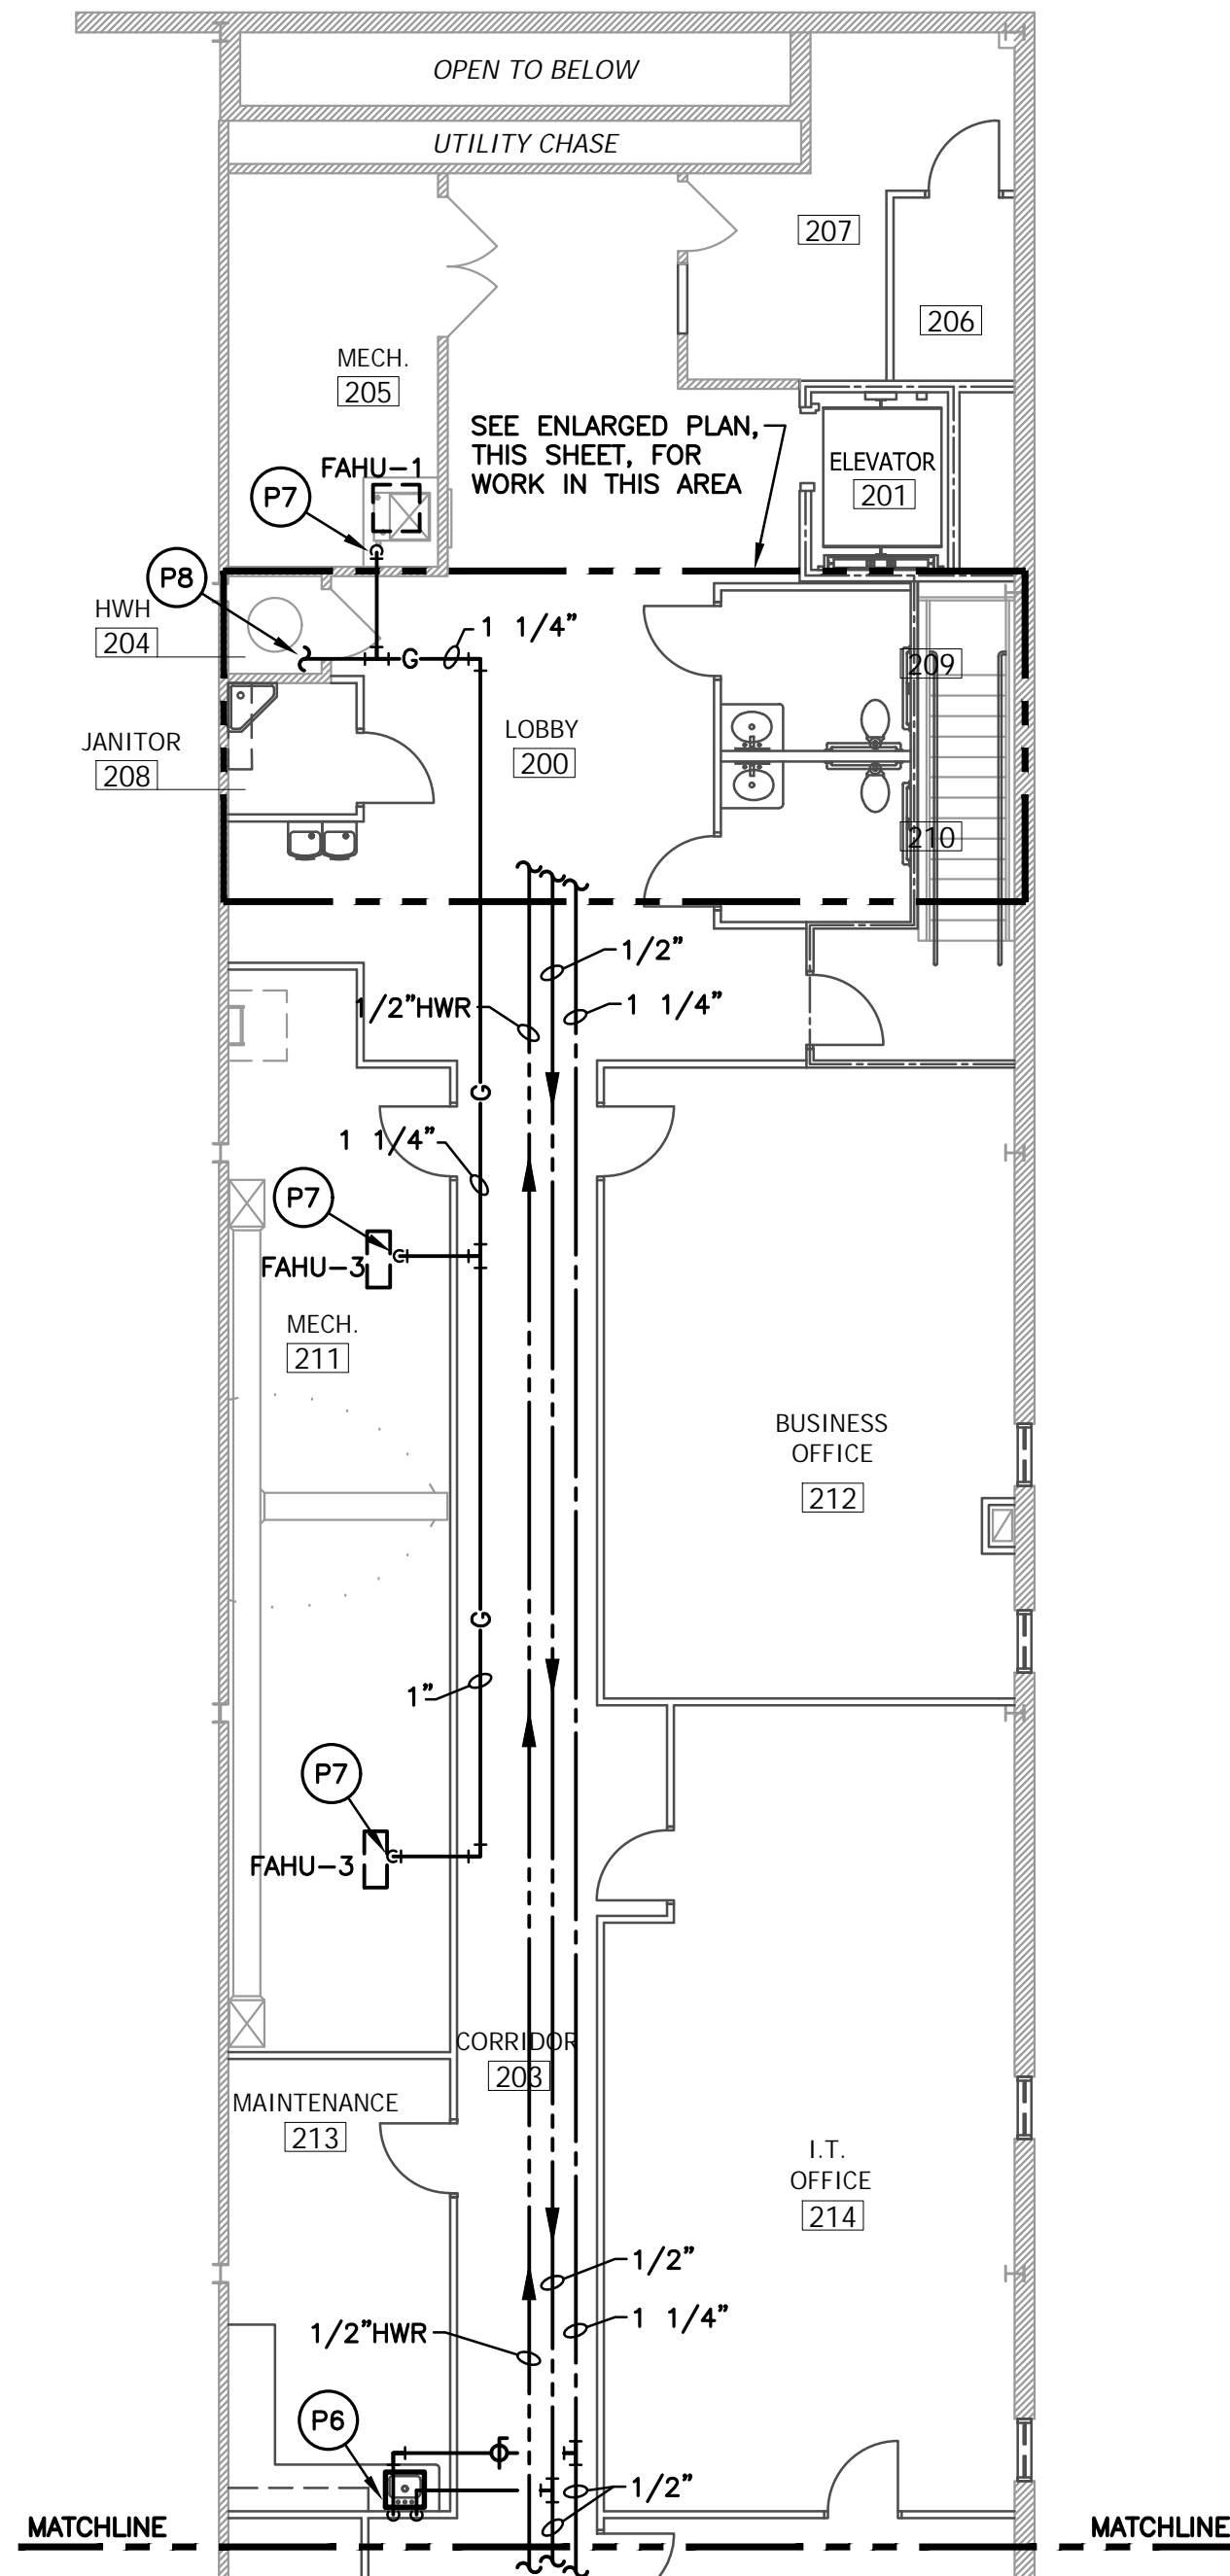 OPEN TO BELOW
UTILITY CHASE
207
206
MECH.
205
SEE ENLARGED PLAN,
THIS SHEET, FOR
WORK IN THIS AREA
ELEVATOR
201
FAHU-1
P7
P8
HWH
204
1 1/4"
G
209
JANITOR
208
LOBBY
200
210
1/2"
1/2"HWR
1 1/4"
G
1 1/4"
P7
FAHU-3
MECH.
211
BUSINESS
OFFICE
212
G
1"
P7
FAHU-3
CORRIDOR
203
MAINTENANCE
213
I.T.
OFFICE
214
1/2"
1 1/4"
1/2"HWR
P6
1/2"
MATCHLINE
MATCHLINE